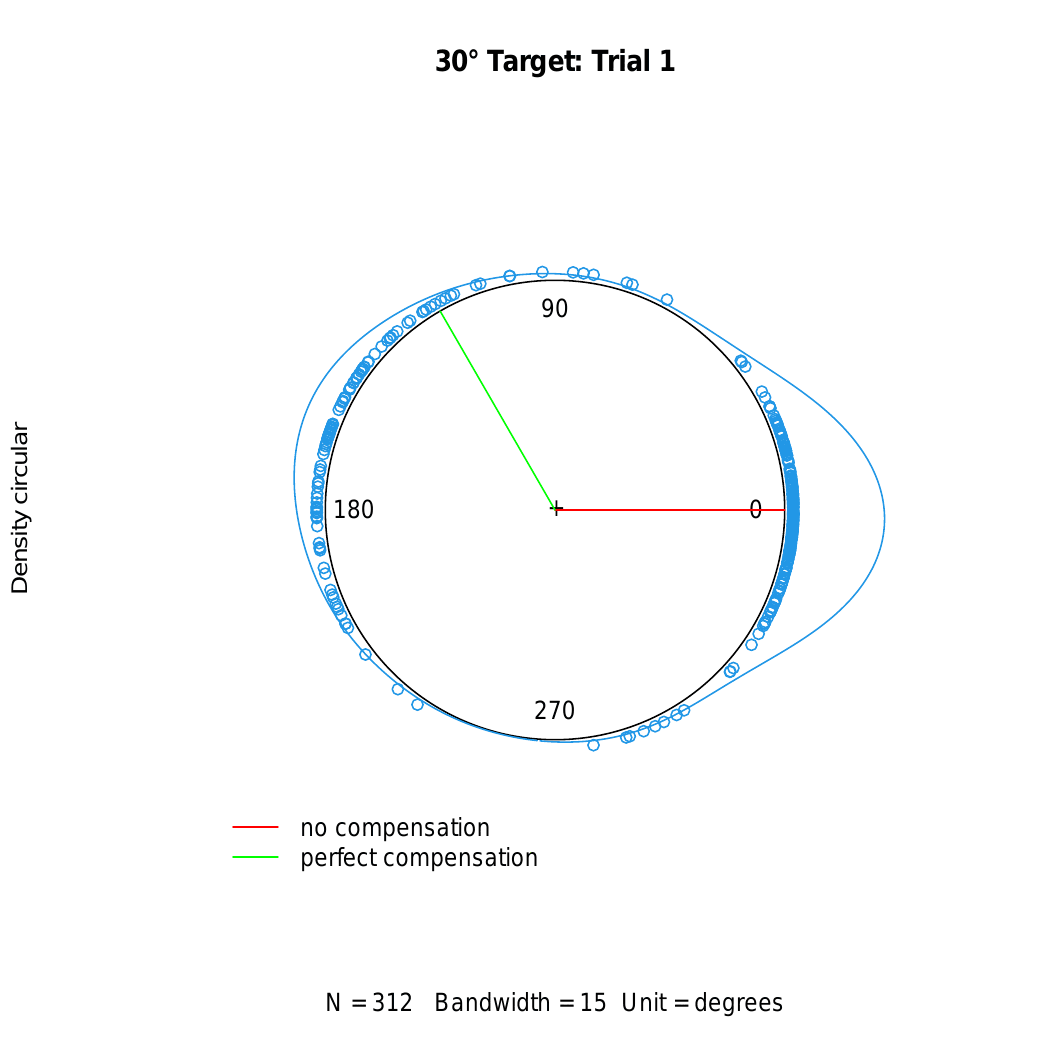 30° Target: Trial 1
Density circular
90
180
0
270
no compensation
perfect compensation
N = 312 Bandwidth = 15 Unit = degrees